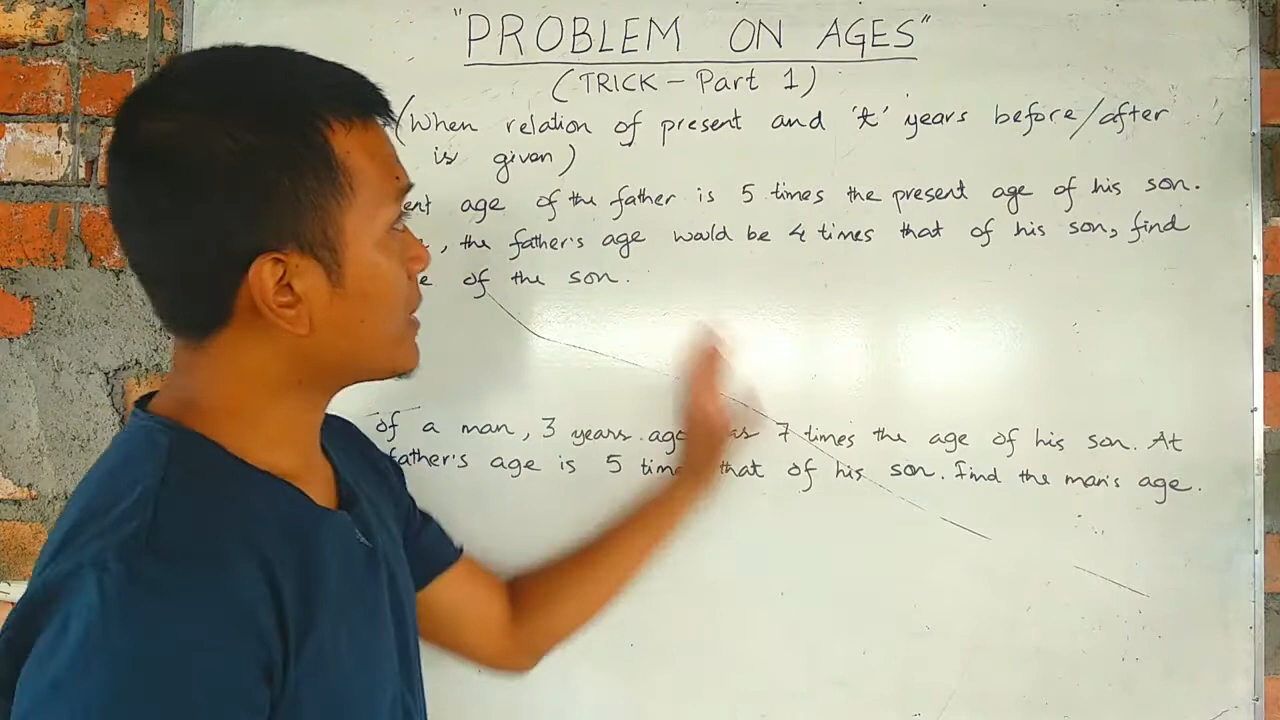 "PROBLEM ON AGES"
(TRICK - Part 1)
(When relation of present and 't' years before/after
is given)
age of the father is 5 times the present age of his son.
, the father's age would be 4 times that of his son, find
of the son.
of a man, 3 years 7 times the age of his son. At
father's age is 5 that of his son. Find the man's age.